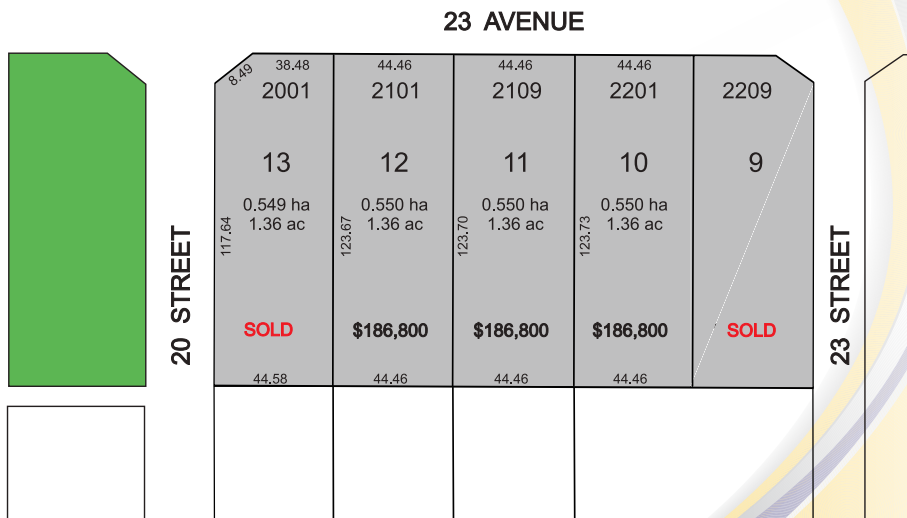 23 AVENUE
8.49
38.48
44.46
44.46
44.46
2001
2101
2109
2201
2209
13
12
11
10
9
0.549 ha
1.36 ac
0.550 ha
1.36 ac
0.550 ha
1.36 ac
0.550 ha
1.36 ac
117.64
123.67
123.70
123.73
20 STREET
23 STREET
SOLD
$186,800
$186,800
$186,800
SOLD
44.58
44.46
44.46
44.46